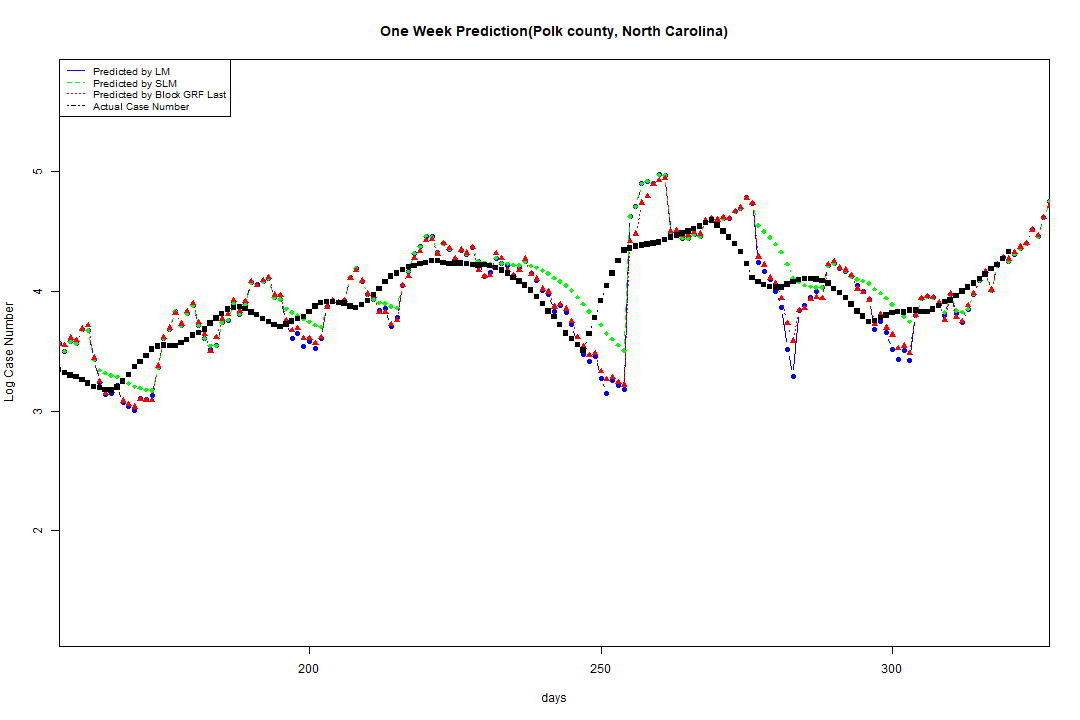 One Week Prediction(Polk county, North Carolina)
Predicted by LM
Predicted by SLM
Predicted by Block GRF Last
Actual Case Number
5
4
3
2
Log Case Number
200
250
300
days